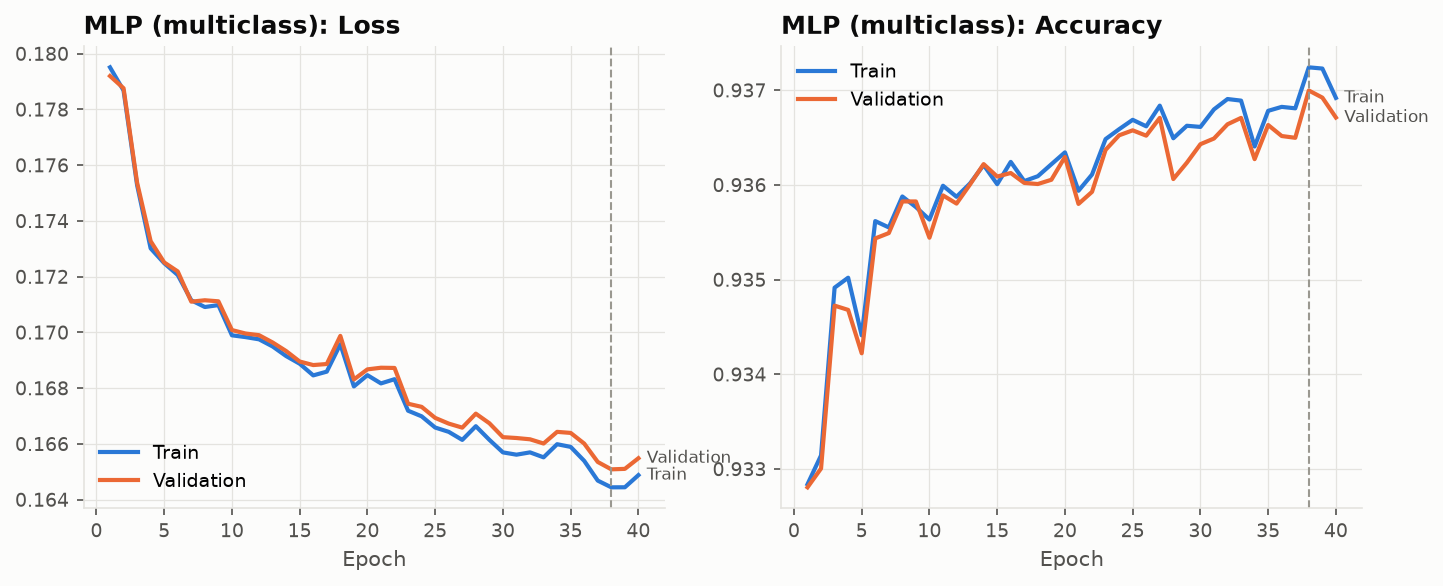 MLP (multiclass): Loss
0.180
0.178
0.176
0.174
0.172
0.170
0.168
0.166
0.164
Train
Validation
Validation
Train
0 5 10 15 20 25 30 35 40
Epoch
MLP (multiclass): Accuracy
Train
Validation
0.937
0.936
0.935
0.934
0.933
Train
Validation
0 5 10 15 20 25 30 35 40
Epoch